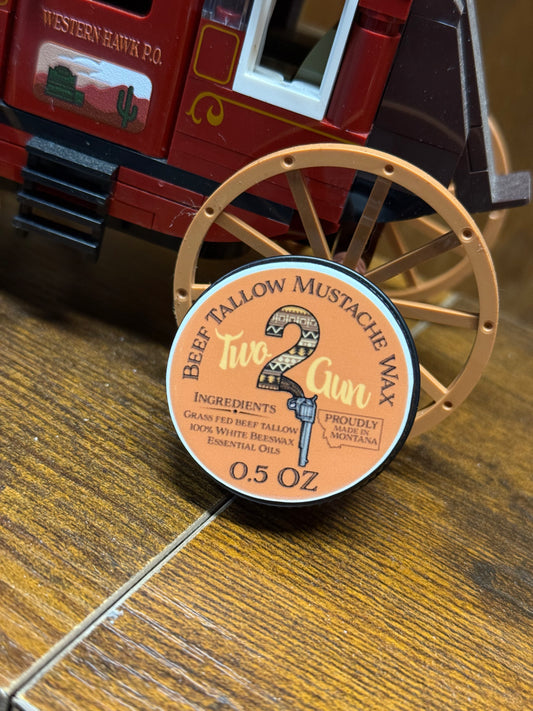 WESTERN HAWK P.O.
BEEF TALLOW MUSTACHE WAX
2
Two Gun
INGREDIENTS
GRASS FED BEEF TALLOW
100% WHITE BEESWAX
ESSENTIAL OILS
PROUDLY
MADE IN
MONTANA
0.5 OZ